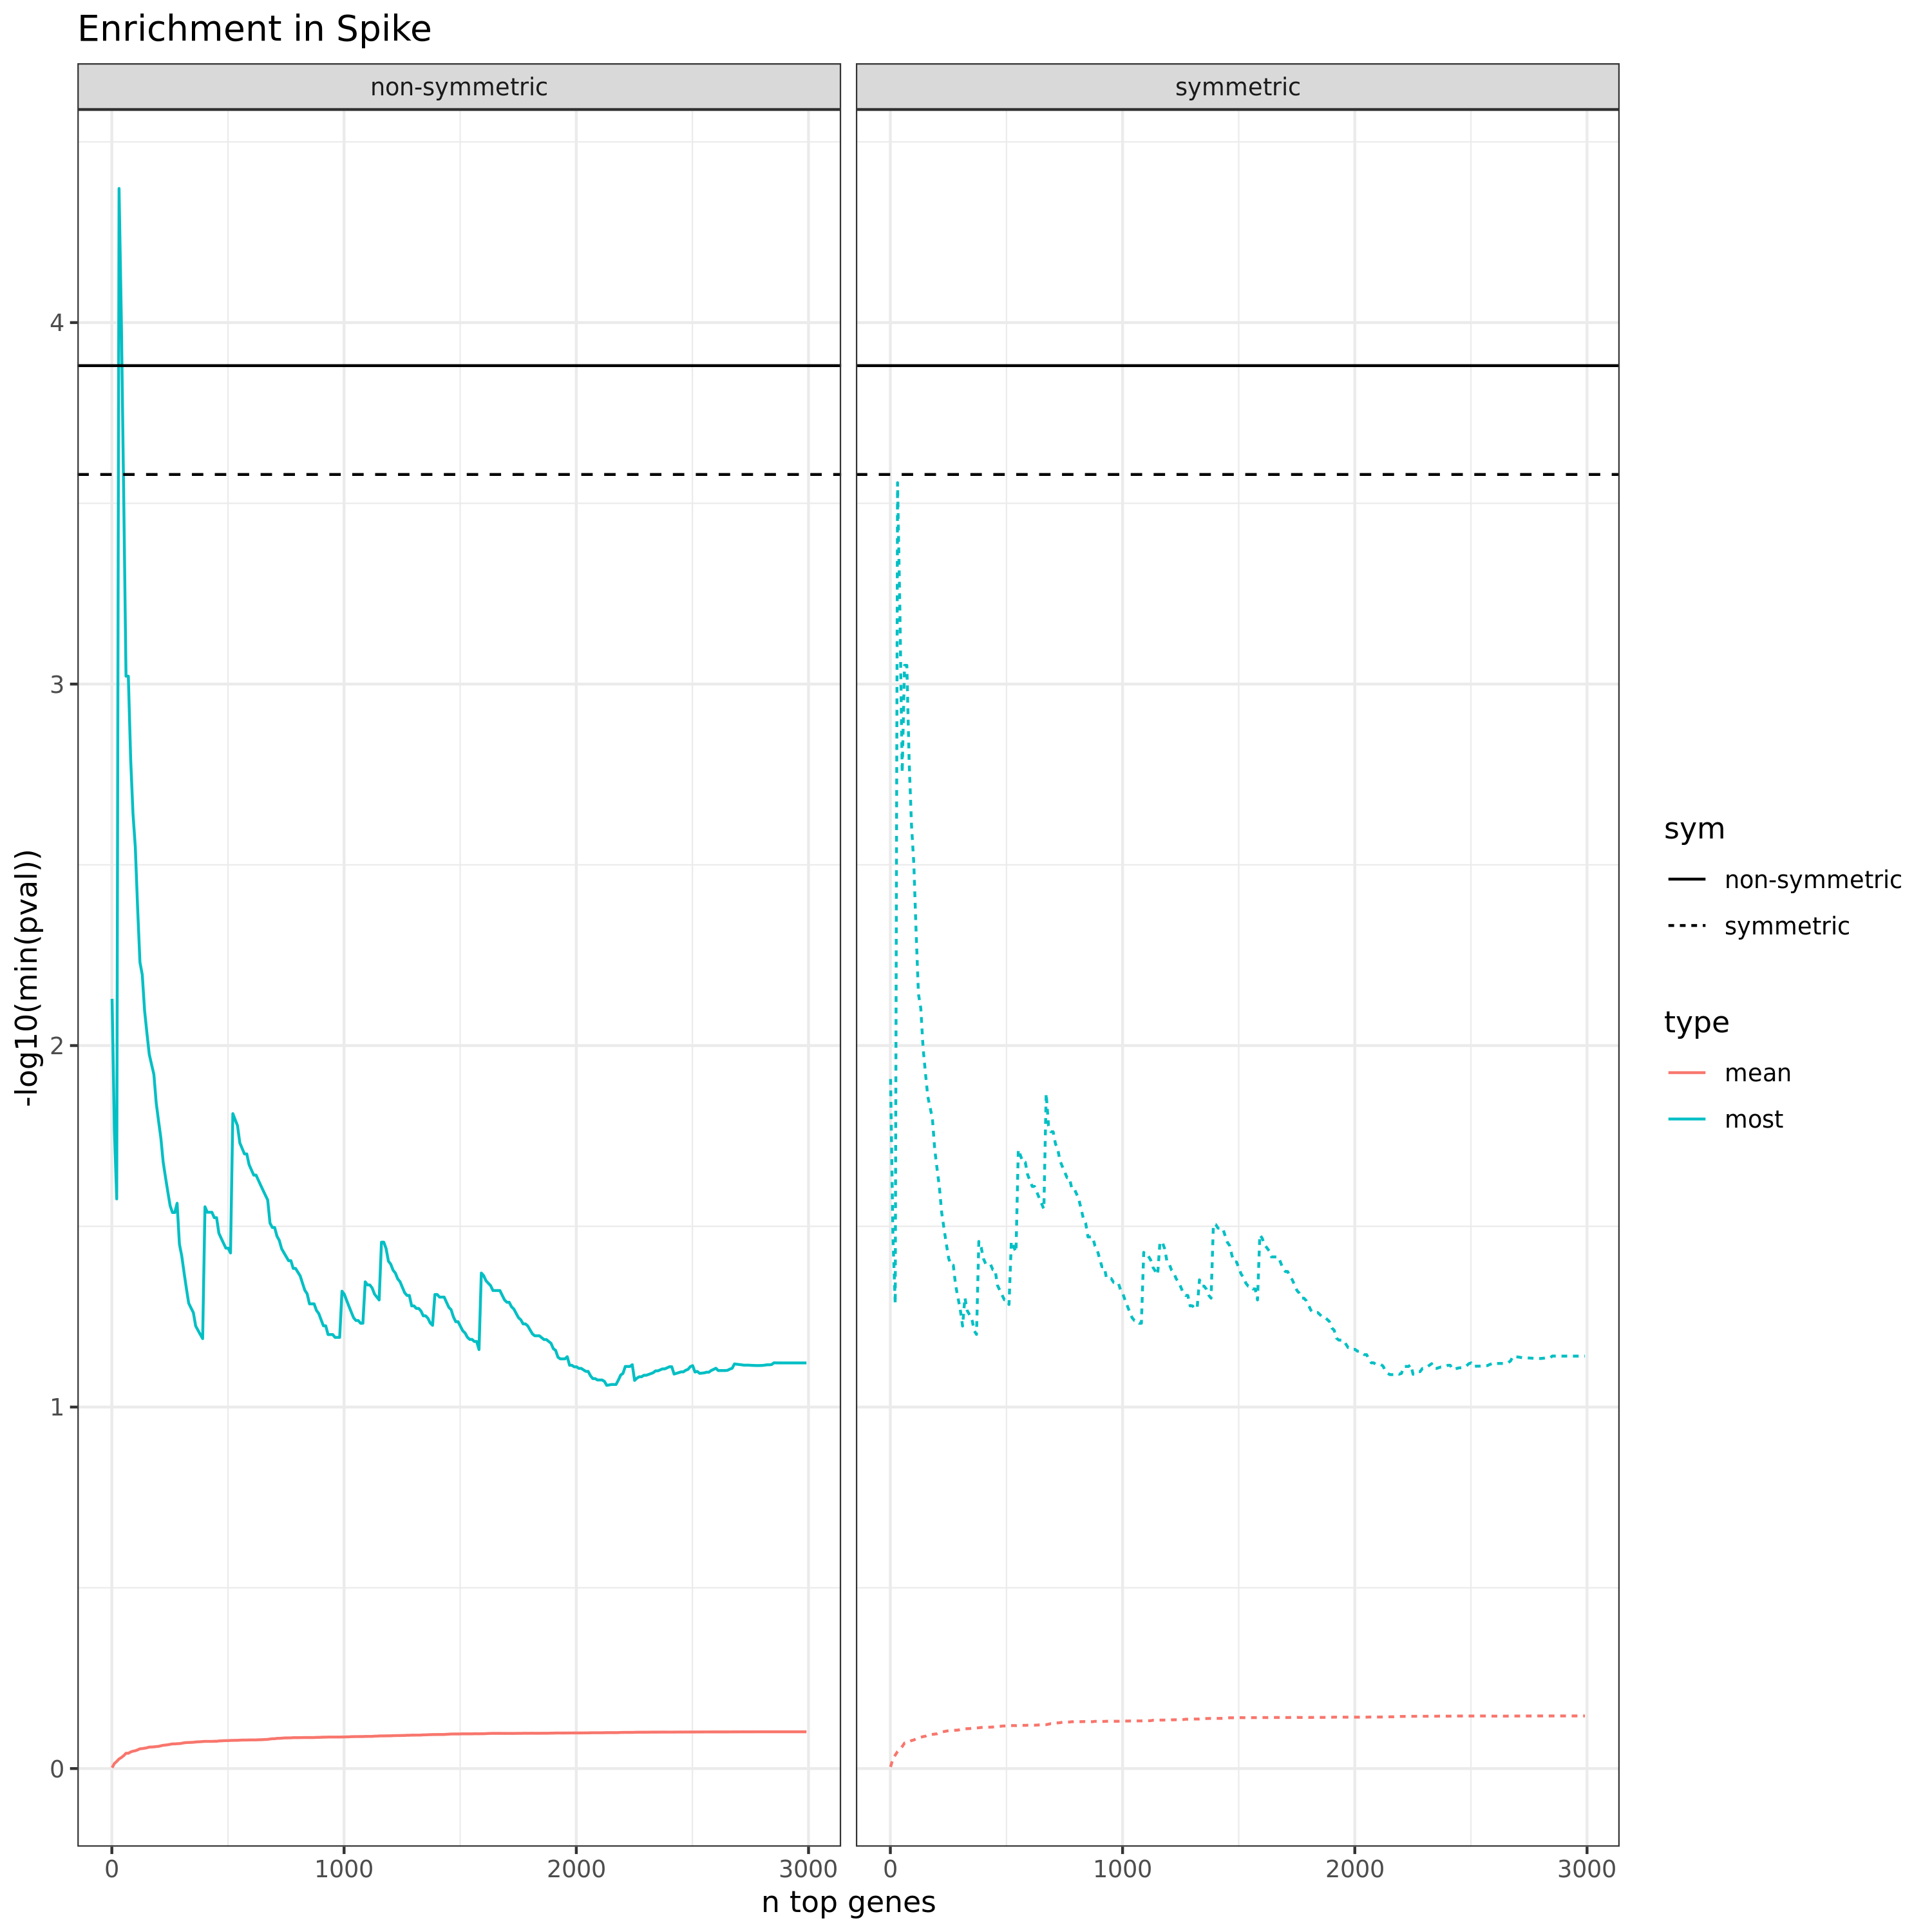 Enrichment in Spike
non-symmetric
symmetric
-log10(min(pval))
4
3
2
1
0
0 1000 2000 3000
0 1000 2000 3000
n top genes
sym
non-symmetric
symmetric
type
mean
most